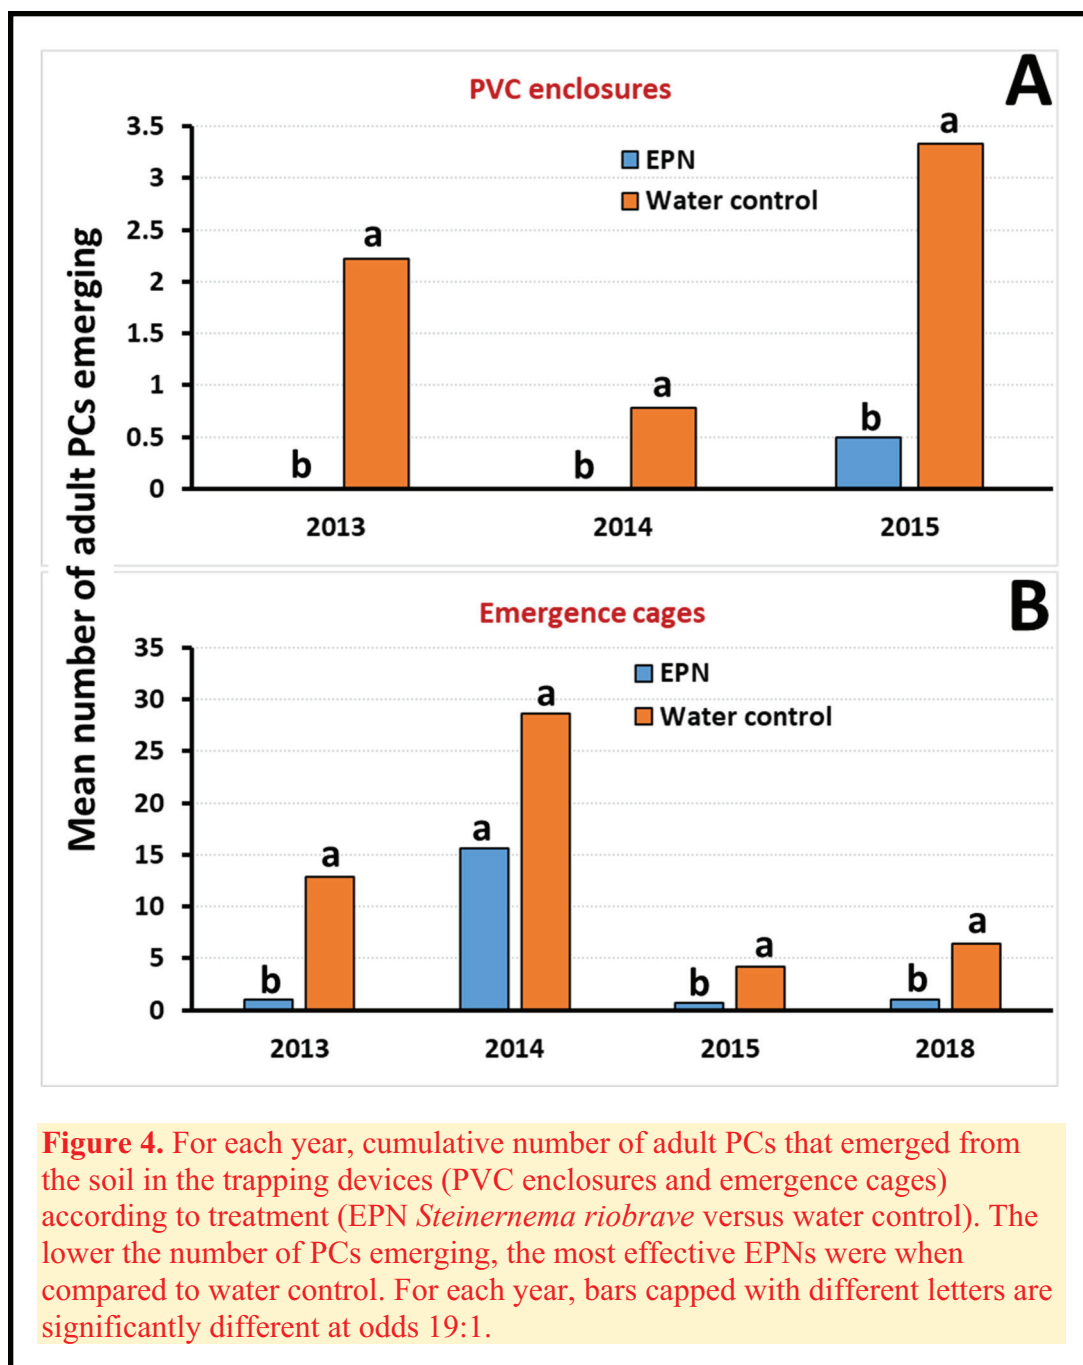 A
PVC enclosures
EPN
Water control
Mean number of adult PCs emerging
3.5
3
2.5
2
1.5
1
0.5
0
b
a
b
a
b
a
2013
2014
2015
B
Emergence cages
EPN
Water control
35
30
25
20
15
10
5
0
b
a
a
a
b
a
b
a
2013
2014
2015
2018
Figure 4. For each year, cumulative number of adult PCs that emerged from
the soil in the trapping devices (PVC enclosures and emergence cages)
according to treatment (EPN Steinernema riobrave versus water control). The
lower the number of PCs emerging, the most effective EPNs were when
compared to water control. For each year, bars capped with different letters are
significantly different at odds 19:1.